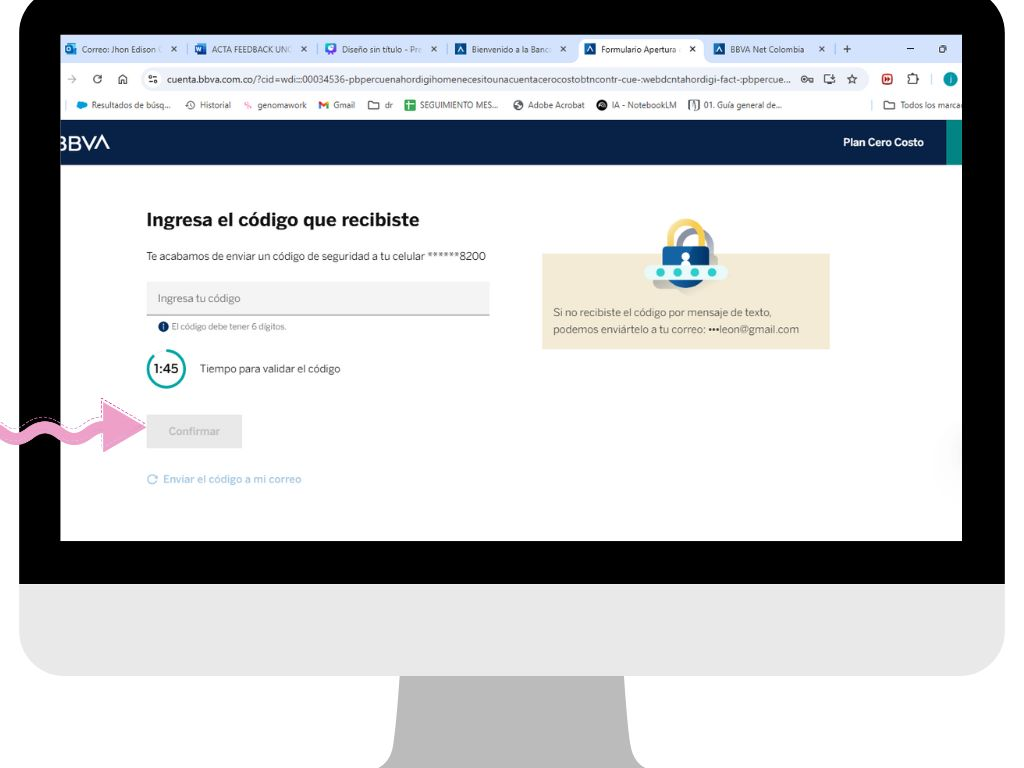 Correo: Jhon Edison
ACTA FEEDBACK UNC
Diseño sin título - Pre
Bienvenido a la Banc
Formulario Apertura
BBVA Net Colombia
cuenta.bbva.com.co/?cid=wdi:::00034536-pbpercuenahordigihomenecesitounacuentacerocostobtncontr-cue-:webdcntahordigi-fact-:pbpercue...
Resultados de búsq...
Historial
genomawork
Gmail
dr
SEGUIMIENTO MES...
Adobe Acrobat
IA - NotebookLM
01. Guía general de...
Todos los marca
BBVA
Plan Cero Costo
Ingresa el código que recibiste
Te acabamos de enviar un código de seguridad a tu celular ******8200
Ingresa tu código
El código debe tener 6 dígitos.
1:45
Tiempo para validar el código
Confirmar
Enviar el código a mi correo
Si no recibiste el código por mensaje de texto,
podemos enviártelo a tu correo: •••leon@gmail.com